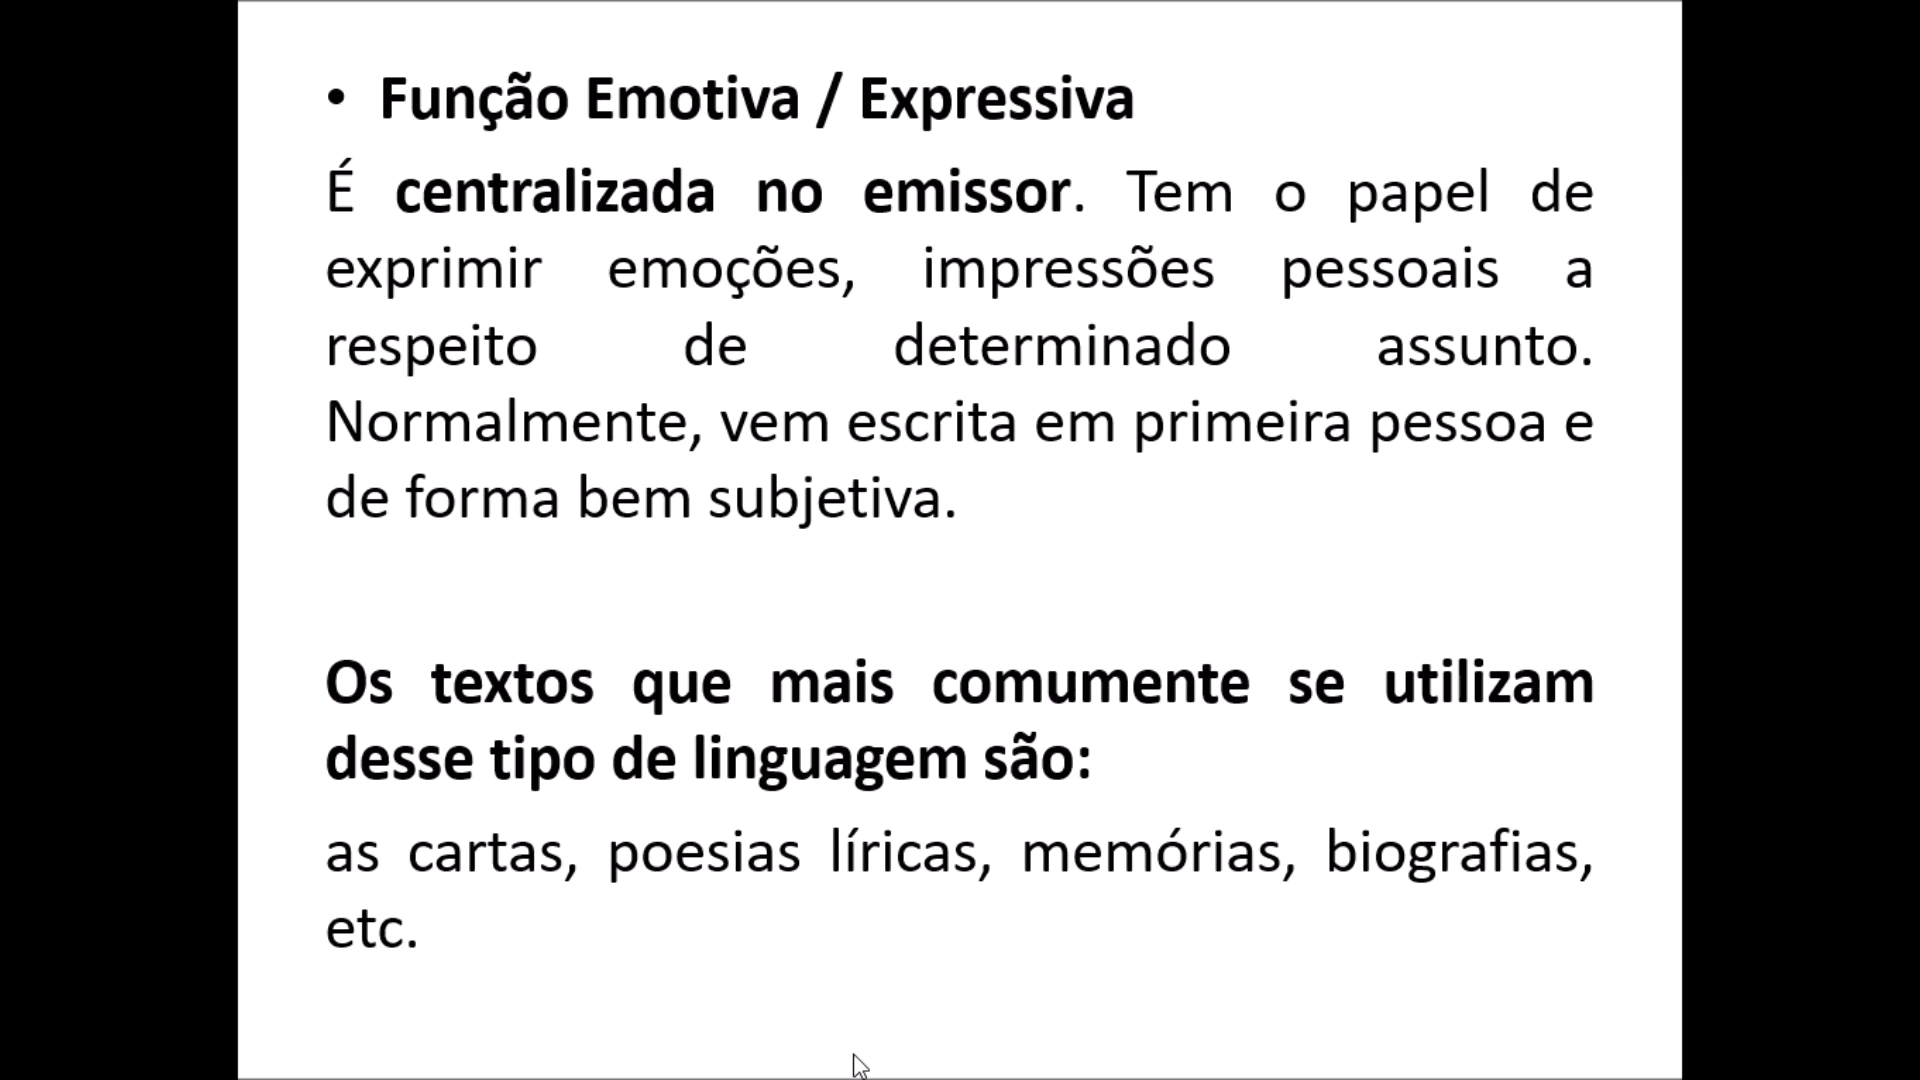 • Função Emotiva / Expressiva
É centralizada no emissor. Tem o papel de
exprimir emoções, impressões pessoais a
respeito de determinado assunto.
Normalmente, vem escrita em primeira pessoa e
de forma bem subjetiva.
Os textos que mais comumente se utilizam
desse tipo de linguagem são:
as cartas, poesias líricas, memórias, biografias,
etc.